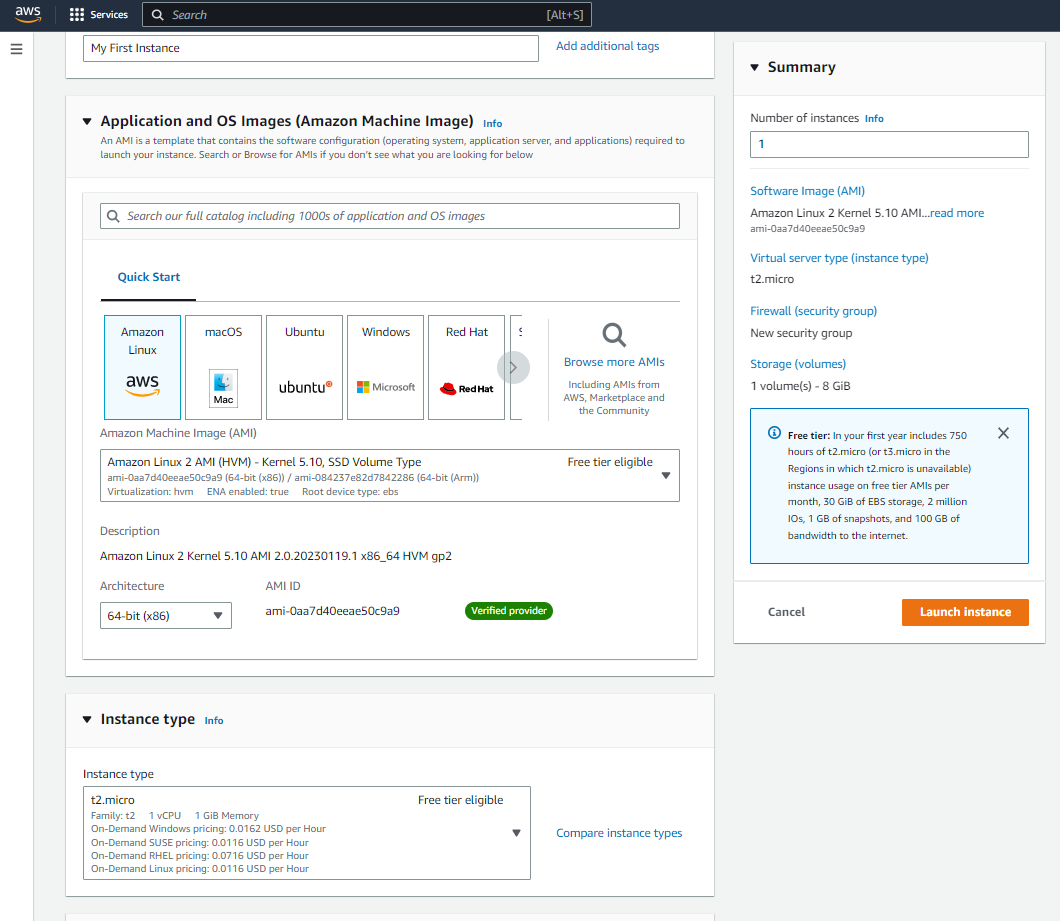 aws
Services
Search
[Alt+S]
My First Instance
Add additional tags
Application and OS Images (Amazon Machine Image) Info
An AMI is a template that contains the software configuration (operating system, application server, and applications) required to
launch your instance. Search or Browse for AMIs if you don't see what you are looking for below
Search our full catalog including 1000s of application and OS images
Quick Start
Amazon
Linux
aws
macOS
Mac
Ubuntu
ubuntu
Windows
Microsoft
Red Hat
Red Hat
S
Browse more AMIs
Including AMIs from
AWS, Marketplace and
the Community
Amazon Machine Image (AMI)
Amazon Linux 2 AMI (HVM) - Kernel 5.10, SSD Volume Type
Free tier eligible
ami-0aa7d40eeae50c9a9 (64-bit (x86)) / ami-084237e82d7842286 (64-bit (Arm))
Virtualization: hvm ENA enabled: true Root device type: ebs
Description
Amazon Linux 2 Kernel 5.10 AMI 2.0.20230119.1 x86_64 HVM gp2
Architecture
AMI ID
64-bit (x86)
ami-0aa7d40eeae50c9a9
Verified provider
Instance type Info
Instance type
t2.micro
Free tier eligible
Family: t2 1 vCPU 1 GiB Memory
On-Demand Windows pricing: 0.0162 USD per Hour
On-Demand SUSE pricing: 0.0116 USD per Hour
On-Demand RHEL pricing: 0.0716 USD per Hour
On-Demand Linux pricing: 0.0116 USD per Hour
Compare instance types
Summary
Number of instances Info
1
Software Image (AMI)
Amazon Linux 2 Kernel 5.10 AMI...read more
ami-0aa7d40eeae50c9a9
Virtual server type (instance type)
t2.micro
Firewall (security group)
New security group
Storage (volumes)
1 volume(s) - 8 GiB
Free tier: In your first year includes 750
hours of t2.micro (or t3.micro in the
Regions in which t2.micro is unavailable)
instance usage on free tier AMIs per
month, 30 GiB of EBS storage, 2 million
IOs, 1 GB of snapshots, and 100 GB of
bandwidth to the internet.
Cancel
Launch instance